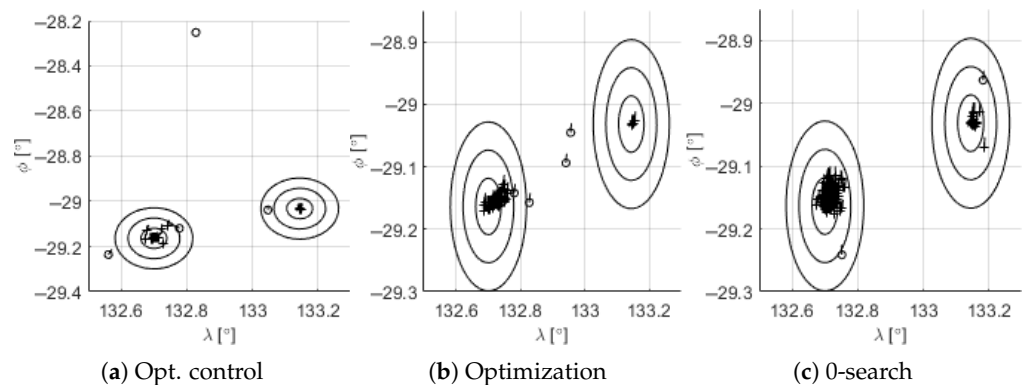 −28.2
−28.4
−28.6
−28.8
−29
−29.2
−29.4
ϕ [°]
132.6 132.8 133 133.2
λ [°]
(a) Opt. control
−28.9
−29
−29.1
−29.2
−29.3
ϕ [°]
132.6 132.8 133 133.2
λ [°]
(b) Optimization
−28.9
−29
−29.1
−29.2
−29.3
ϕ [°]
132.6 132.8 133 133.2
λ [°]
(c) 0-search